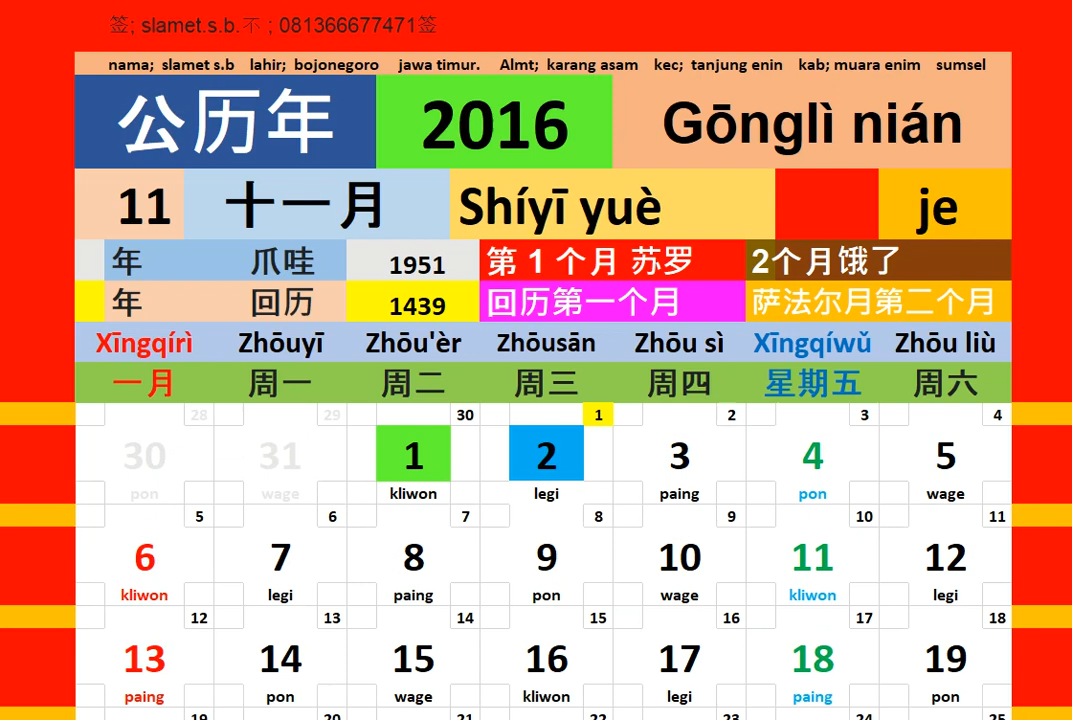 签; slamet.s.b.不 ; 081366677471签
nama; slamet s.b lahir; bojonegoro jawa timur. Almt; karang asam kec; tanjung enin kab; muara enim sumsel
公历年 2016 Gōnglì nián
11 十一月 Shíyī yuè je
年 爪哇 1951 第 1 个月 苏罗 2个月饿了
年 回历 1439 回历第一个月 萨法尔月第二个月
Xīngqírì Zhōuyī Zhōu'èr Zhōusān Zhōu sì Xīngqíwǔ Zhōu liù
一月 周一 周二 周三 周四 星期五 周六
28 29 30 1 2 3 4
30 31 1 2 3 4 5
pon wage kliwon legi paing pon wage
5 6 7 8 9 10 11
6 7 8 9 10 11 12
kliwon legi paing pon wage kliwon legi
12 13 14 15 16 17 18
13 14 15 16 17 18 19
paing pon wage kliwon legi paing pon
19 20 21 22 23 24 25